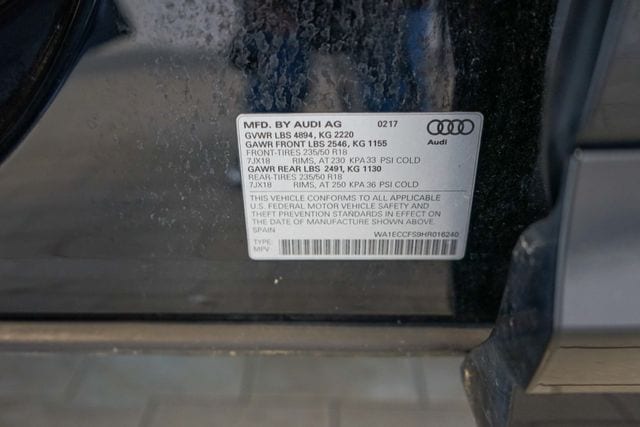 MFD. BY AUDI AG 0217
GVWR LBS 4894, KG 2220
GAWR FRONT LBS 2546, KG 1155
FRONT-TIRES 235/50 R18
7JX18 RIMS, AT 230 KPA 33 PSI COLD
GAWR REAR LBS 2491, KG 1130
REAR-TIRES 235/50 R18
7JX18 RIMS, AT 250 KPA 36 PSI COLD
Audi
THIS VEHICLE CONFORMS TO ALL APPLICABLE
U.S. FEDERAL MOTOR VEHICLE SAFETY AND
THEFT PREVENTION STANDARDS IN EFFECT ON
THE DATE OF MANUFACTURE SHOWN ABOVE.
SPAIN
WA1ECCFS9HR016240
TYPE:
MPV